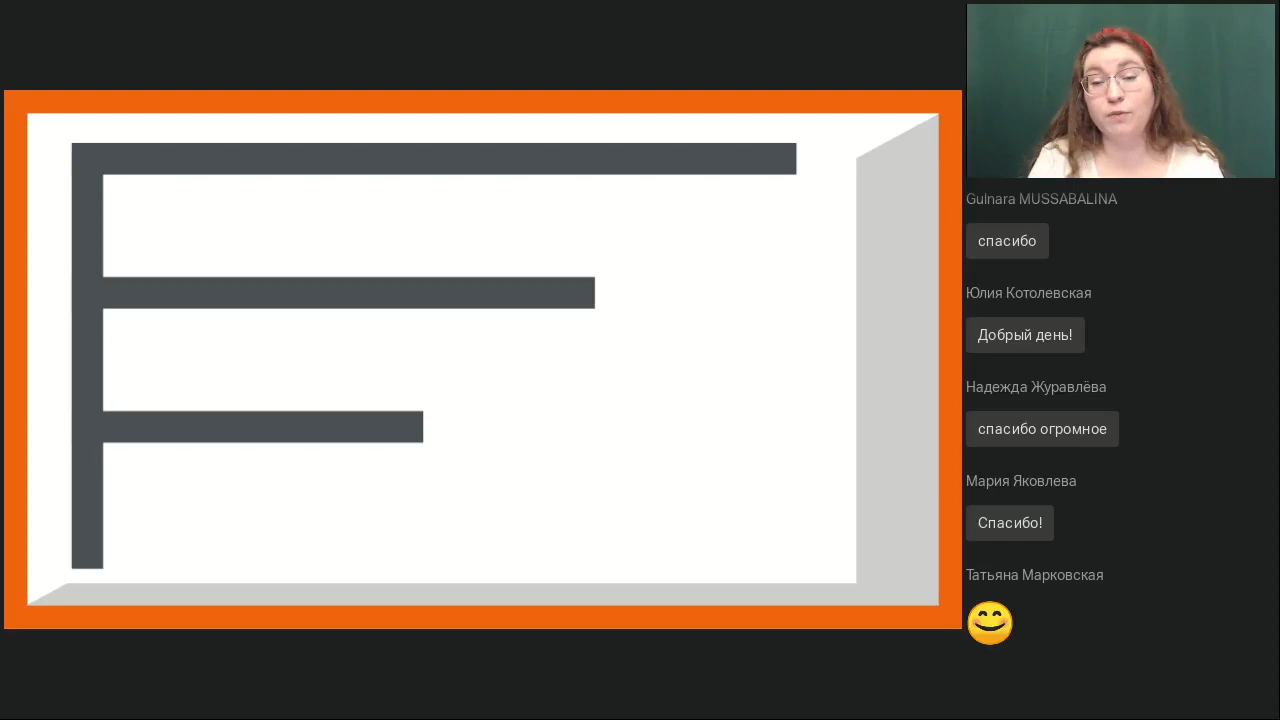 Gulnara MUSSABALINA
спасибо
Юлия Котолевская
Добрый день!
Надежда Журавлёва
спасибо огромное
Мария Яковлева
Спасибо!
Татьяна Марковская